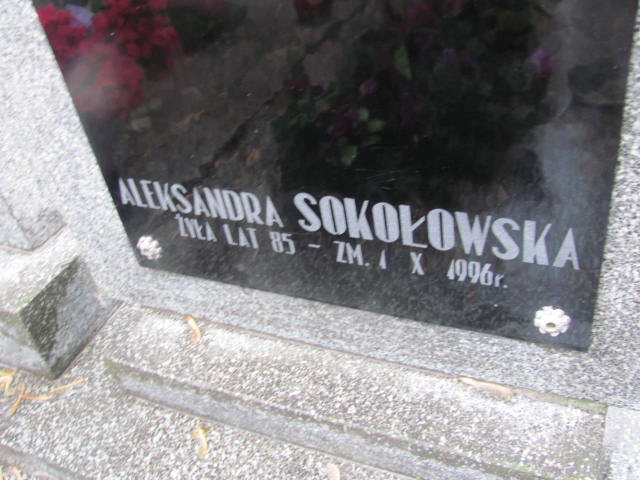 ALEKSANDRA SOKOŁOWSKA
ŻYŁA LAT 85 - ZM. 1 X 1996r.